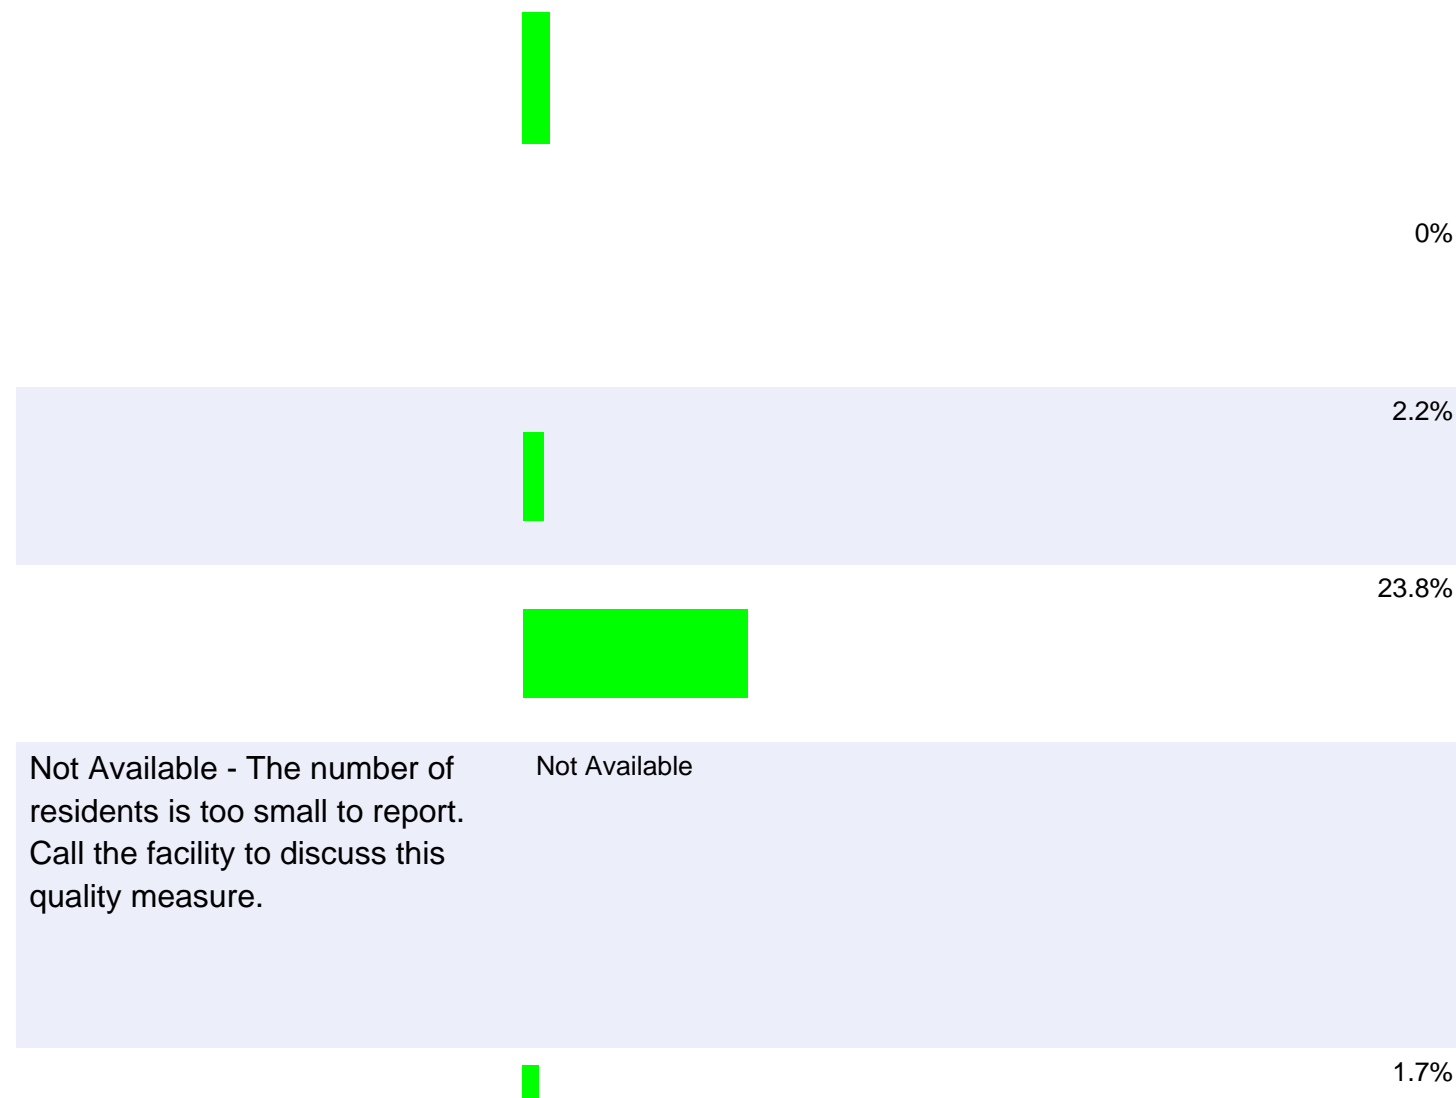 0%
2.2%
23.8%
Not Available - The number of
residents is too small to report.
Call the facility to discuss this
quality measure.
Not Available
1.7%